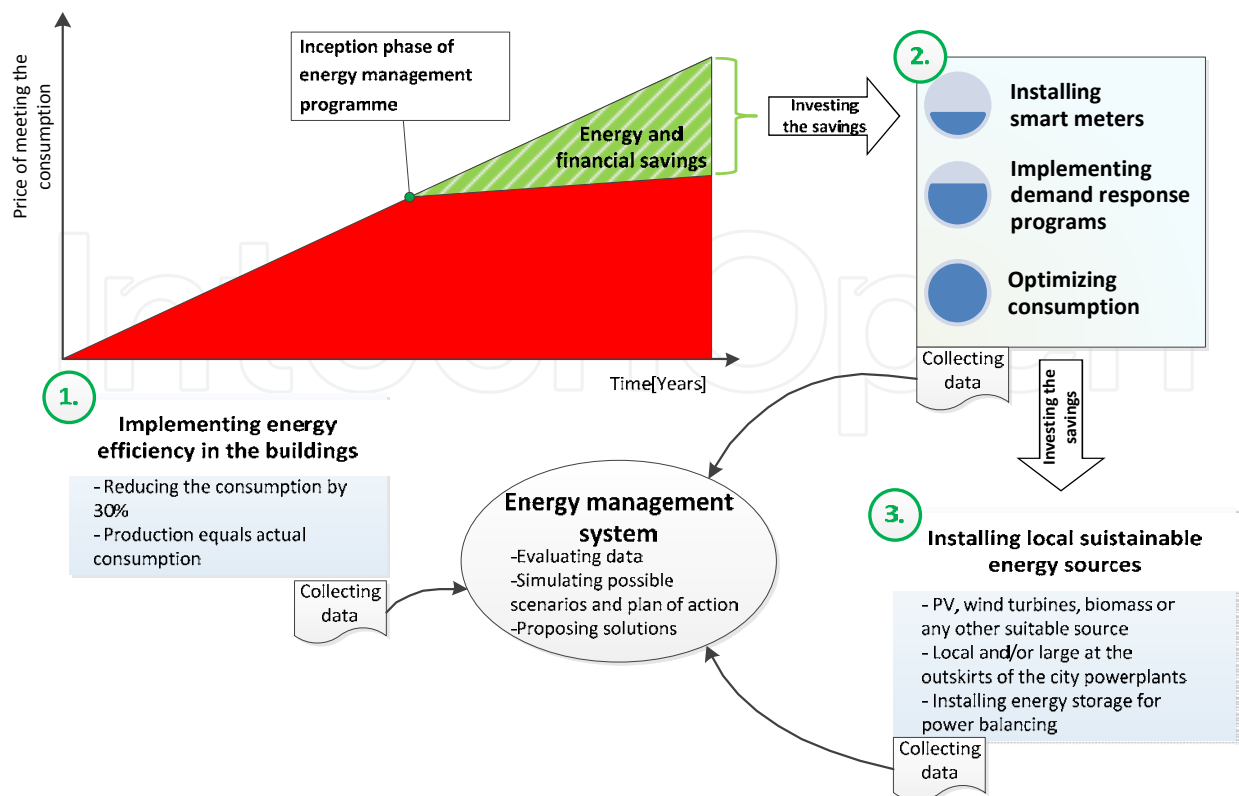 Price of meeting the
consumption
Inception phase of
energy management
programme
Energy and
financial savings
Investing
the savings
2.
Installing
smart meters
Implementing
demand response
programs
Optimizing
consumption
Collecting
data
Time[Years]
Investing the
savings
1.
Implementing energy
efficiency in the buildings
- Reducing the consumption by
30%
- Production equals actual
consumption
Collecting
data
Energy management
system
-Evaluating data
-Simulating possible
scenarios and plan of action
-Proposing solutions
3.
Installing local suistainable
energy sources
- PV, wind turbines, biomass or
any other suitable source
- Local and/or large at the
outskirts of the city powerplants
- Installing energy storage for
power balancing
Collecting
data
IntechOpen